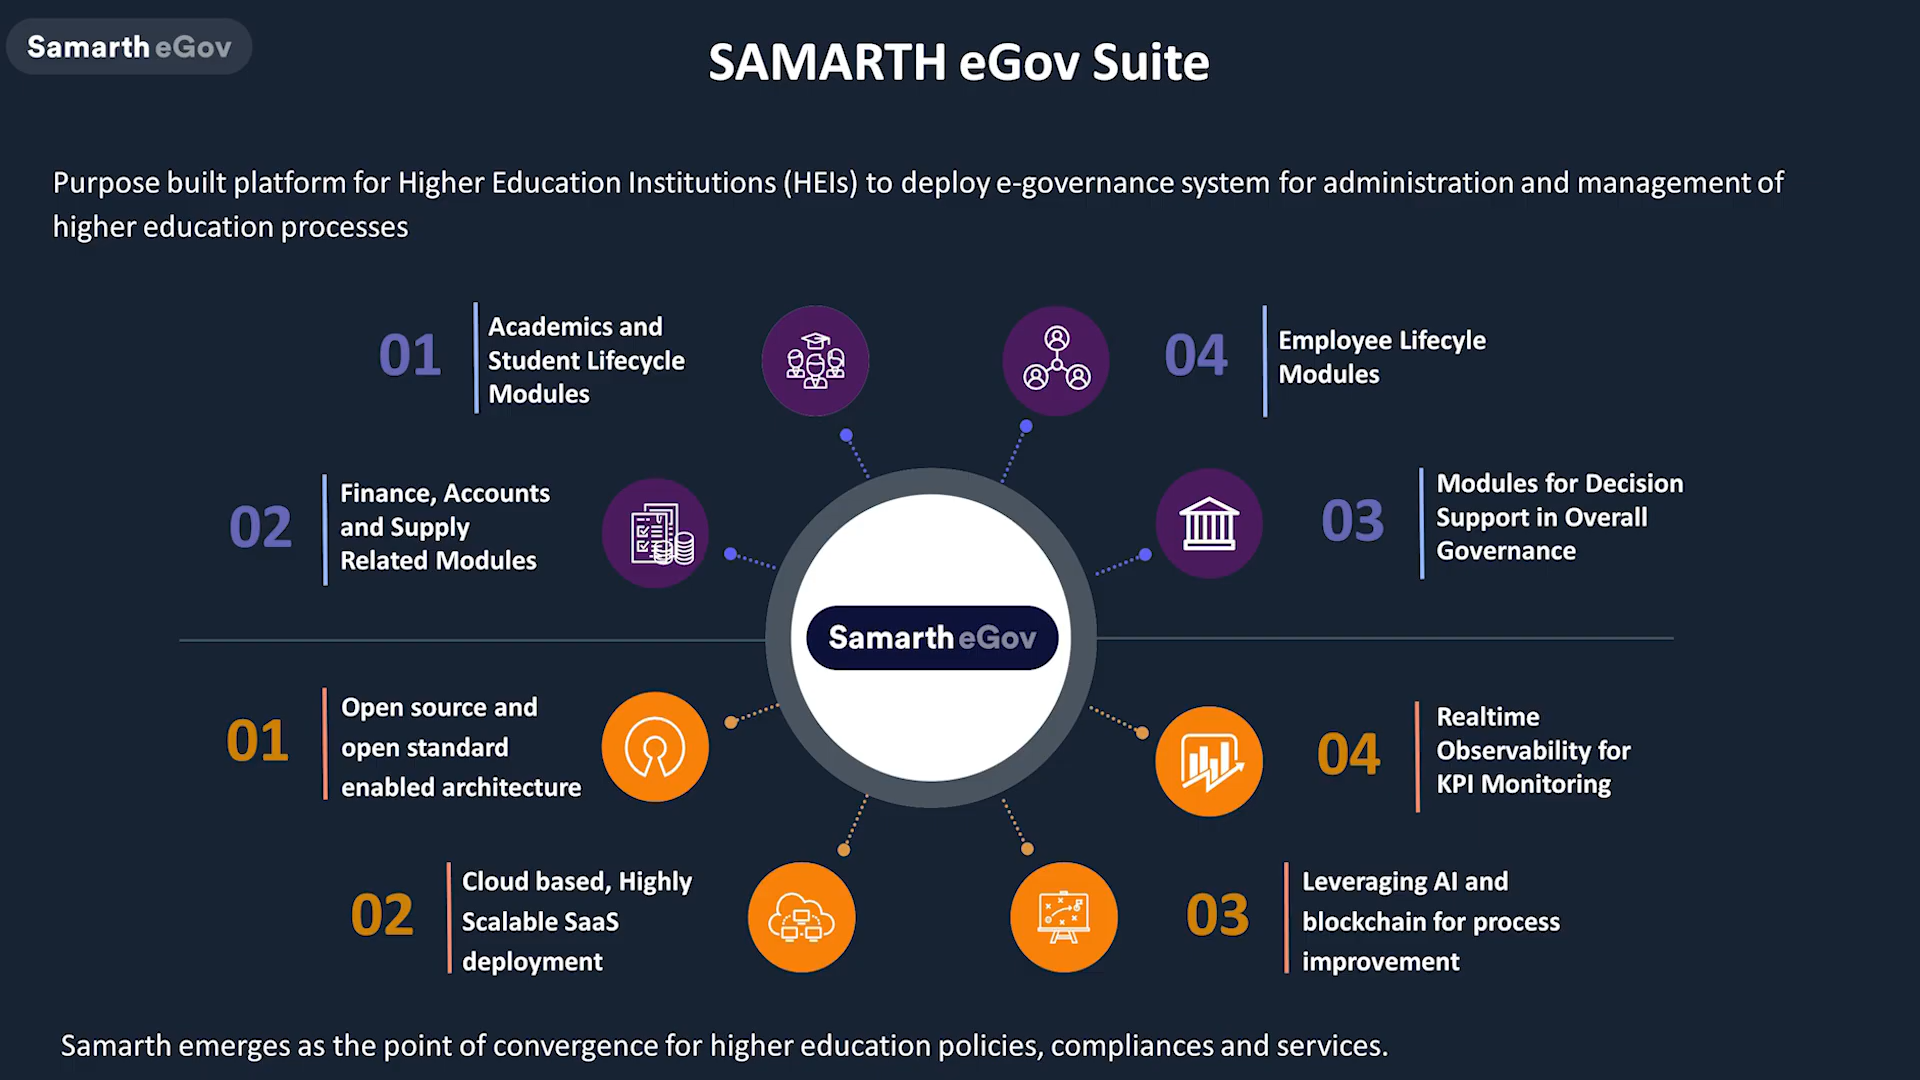 Samarth eGov
SAMARTH eGov Suite
Purpose built platform for Higher Education Institutions (HEIs) to deploy e-governance system for administration and management of
higher education processes
01
Academics and
Student Lifecycle
Modules
04
Employee Lifecyle
Modules
02
Finance, Accounts
and Supply
Related Modules
03
Modules for Decision
Support in Overall
Governance
Samarth eGov
01
Open source and
open standard
enabled architecture
04
Realtime
Observability for
KPI Monitoring
02
Cloud based, Highly
Scalable SaaS
deployment
03
Leveraging AI and
blockchain for process
improvement
Samarth emerges as the point of convergence for higher education policies, compliances and services.